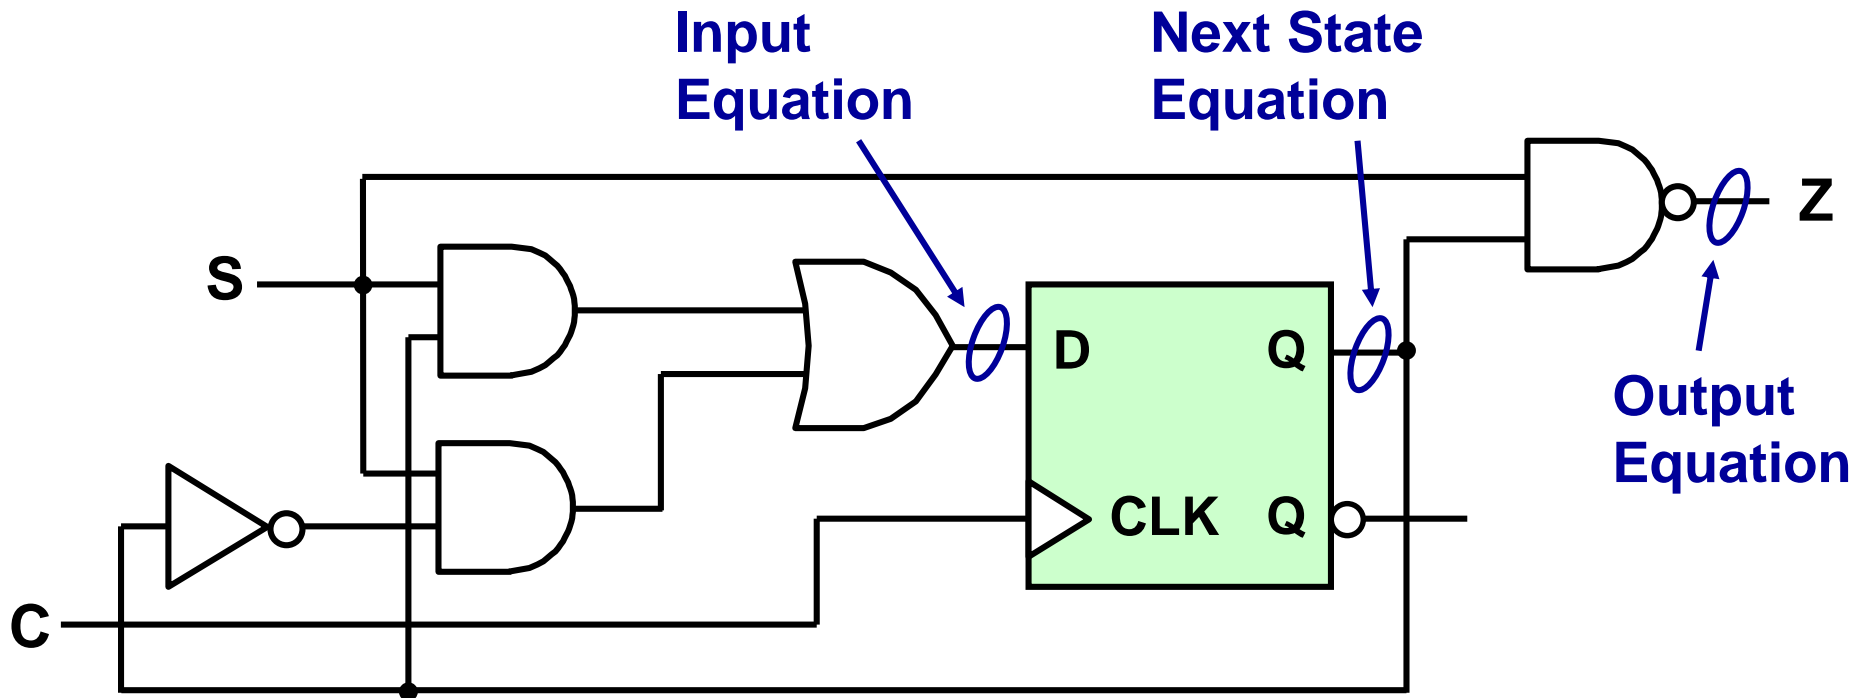 Input
Equation
Next State
Equation
Z
S
D
Q
Output
Equation
CLK
Q
C